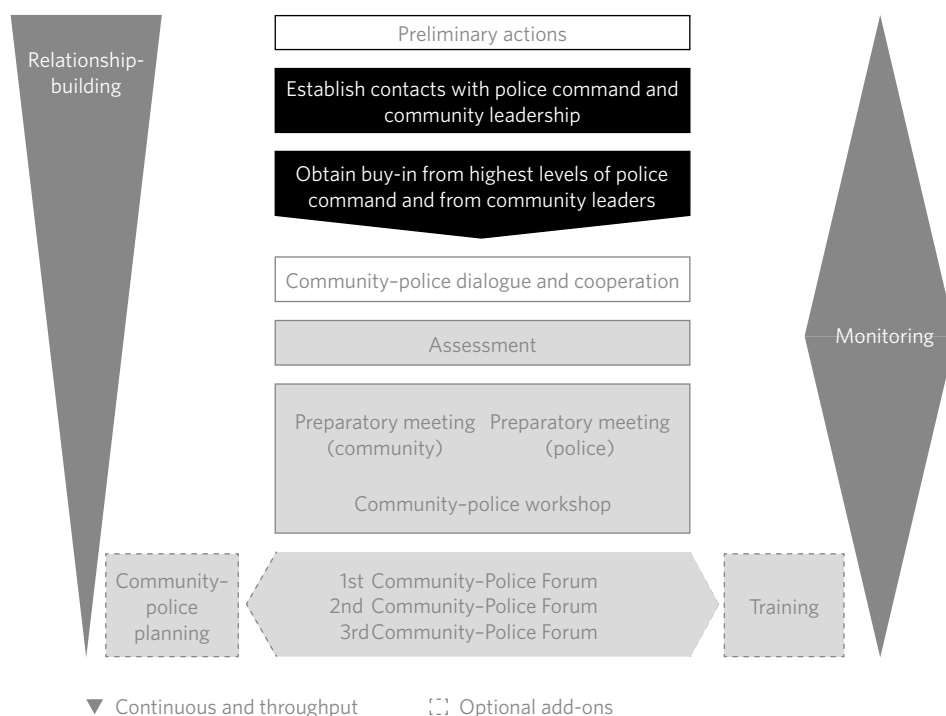 Preliminary actions
Relationship-
building
Establish contacts with police command and
community leadership
Obtain buy-in from highest levels of police
command and from community leaders
Community–police dialogue and cooperation
Monitoring
Assessment
Preparatory meeting
(community)
Preparatory meeting
(police)
Community–police workshop
Community–
police
planning
1st Community–Police Forum
2nd Community–Police Forum
3rd Community–Police Forum
Training
Continuous and throughput
Optional add-ons